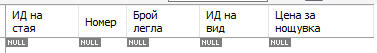 ИД на стая
Номер
Брой легла
ИД на вид
Цена за нощувка
NULL
NULL
NULL
NULL
NULL